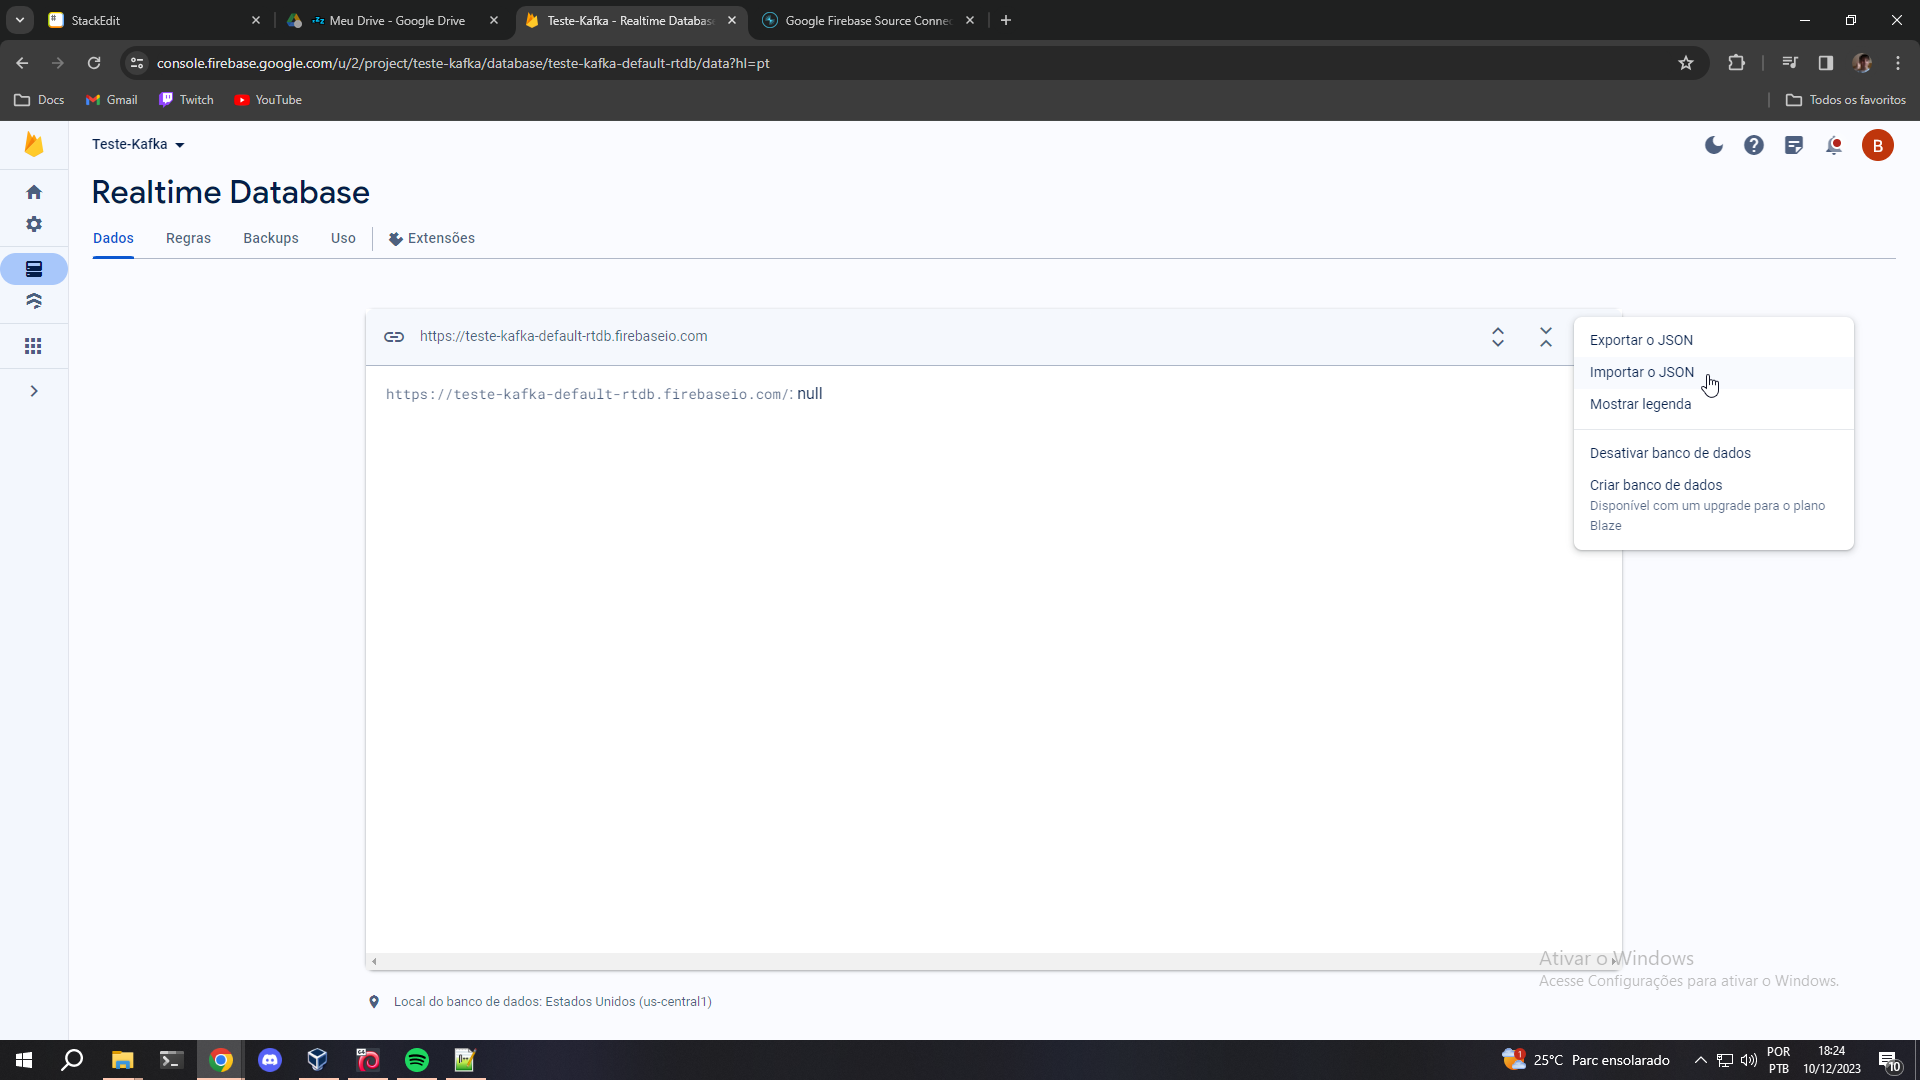 StackEdit
Meu Drive - Google Drive
Teste-Kafka - Realtime Databas
Google Firebase Source Connec
console.firebase.google.com/u/2/project/teste-kafka/database/teste-kafka-default-rtdb/data?hl=pt
Docs
Gmail
Twitch
YouTube
Todos os favoritos
Teste-Kafka
B
Realtime Database
Dados
Regras
Backups
Uso
Extensões
https://teste-kafka-default-rtdb.firebaseio.com
https://teste-kafka-default-rtdb.firebaseio.com/: null
Exportar o JSON
Importar o JSON
Mostrar legenda
Desativar banco de dados
Criar banco de dados
Disponível com um upgrade para o plano
Blaze
Ativar o Windows
Acesse Configurações para ativar o Windows.
Local do banco de dados: Estados Unidos (us-central1)
1
25°C Parc ensolarado
POR
PTB
18:24
10/12/2023
10